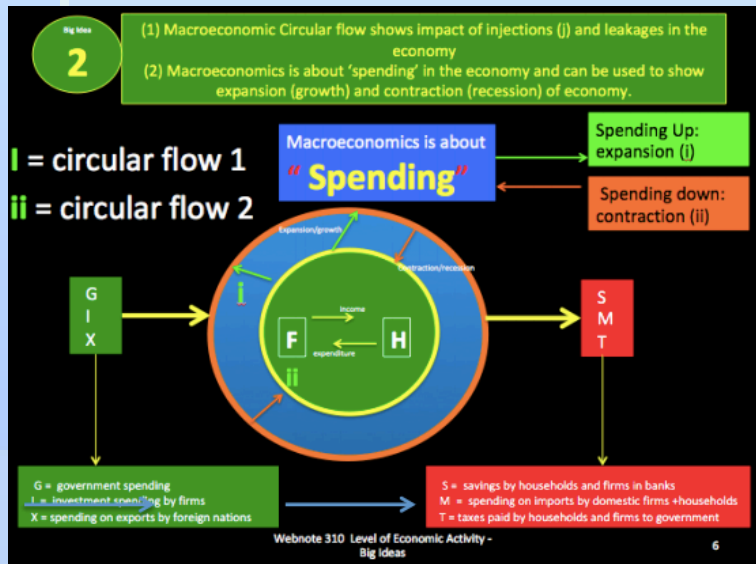 Big Idea
2
(1) Macroeconomic Circular flow shows impact of injections (j) and leakages in the
economy
(2) Macroeconomics is about ‘spending’ in the economy and can be used to show
expansion (growth) and contraction (recession) of economy.
I = circular flow 1
ii = circular flow 2
Macroeconomics is about
“ Spending”
Spending Up:
expansion (i)
Spending down:
contraction (ii)
Expansion/growth
contraction/recession
i
G
I
X
income
F
H
expenditure
ii
S
M
T
G = government spending
I = investment spending by firms
X = spending on exports by foreign nations
S = savings by households and firms in banks
M = spending on imports by domestic firms +households
T = taxes paid by households and firms to government
Webnote 310 Level of Economic Activity -
Big Ideas
6